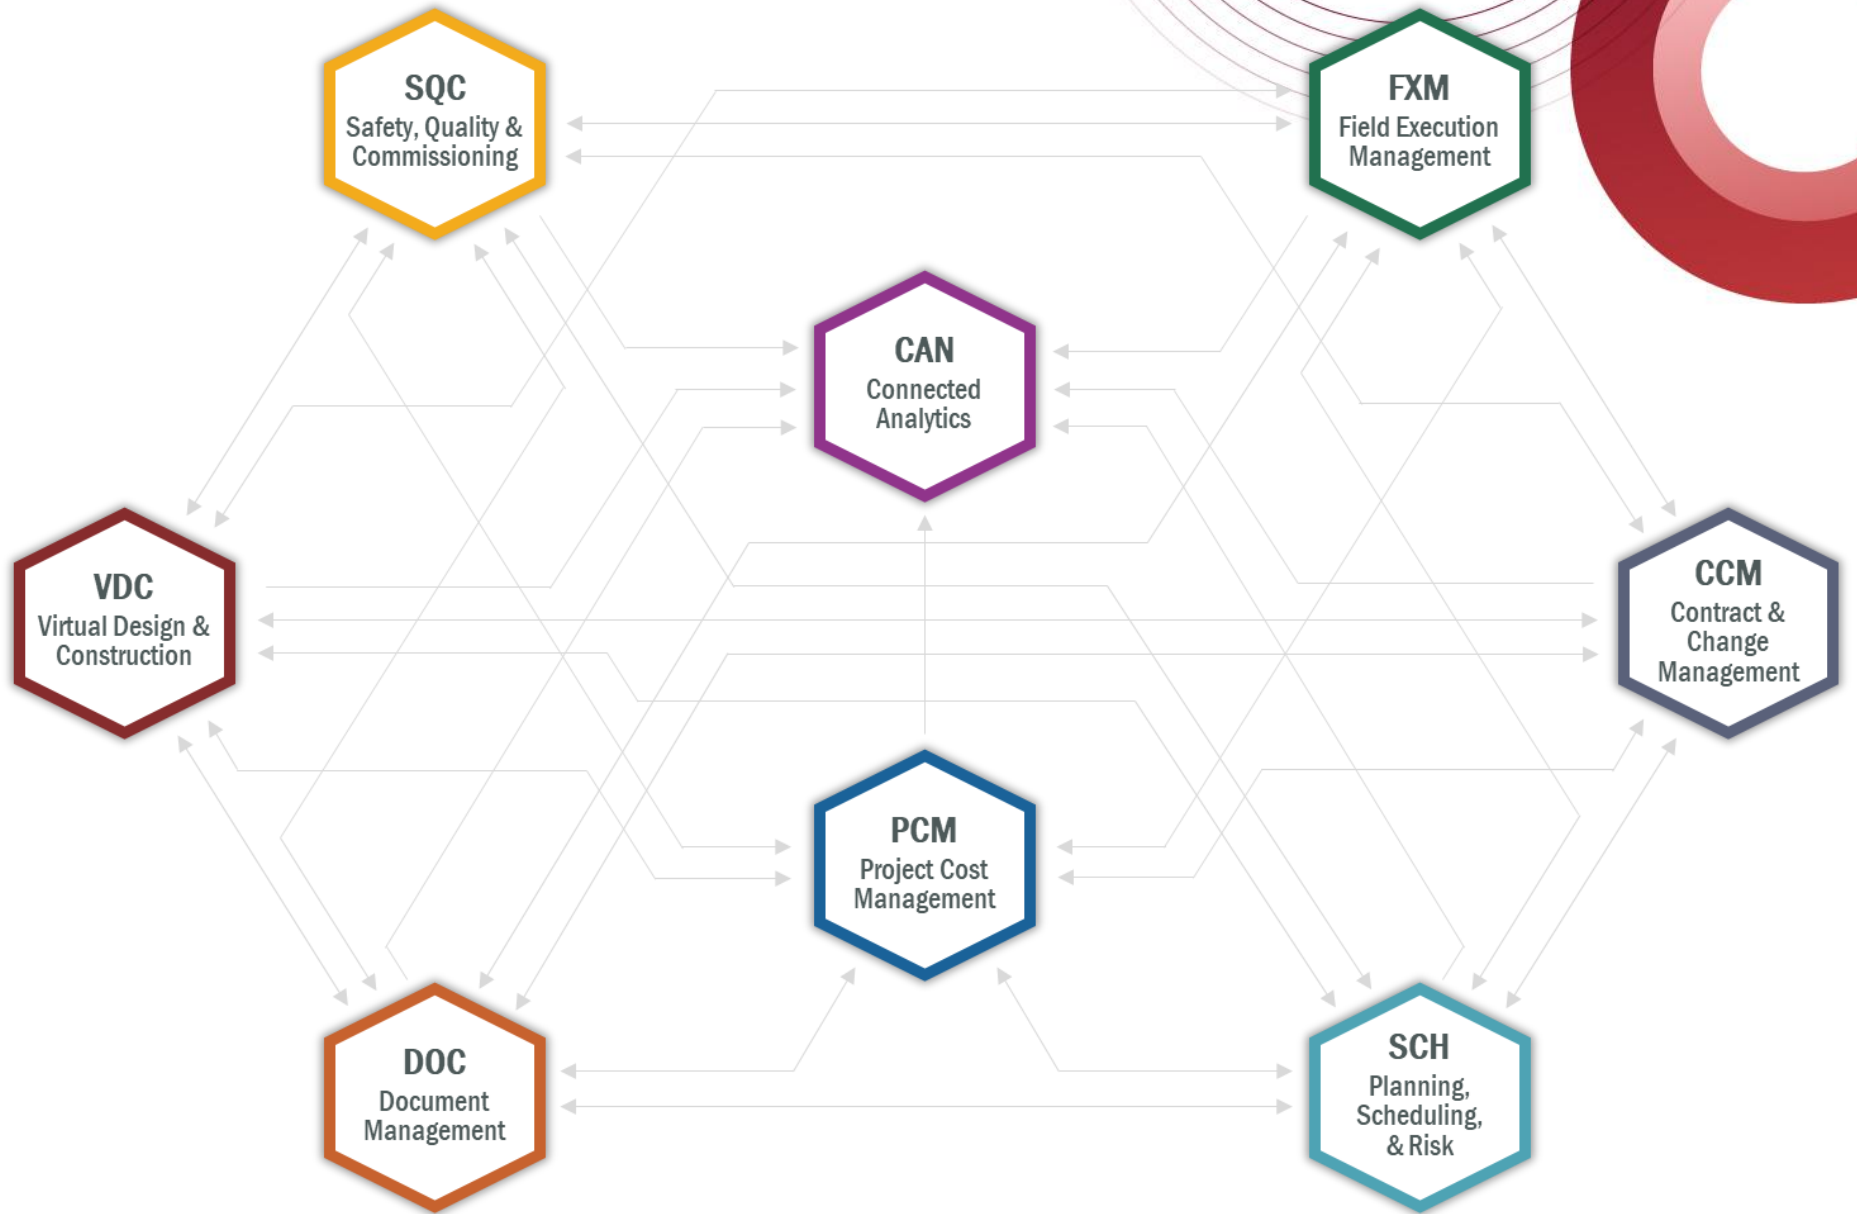 SQC
Safety, Quality &
Commissioning
FXM
Field Execution
Management
CAN
Connected
Analytics
VDC
Virtual Design &
Construction
CCM
Contract &
Change
Management
PCM
Project Cost
Management
DOC
Document
Management
SCH
Planning,
Scheduling,
& Risk